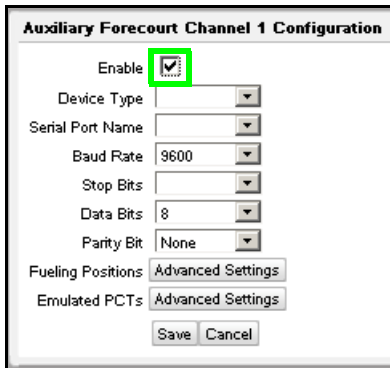 Auxiliary Forecourt Channel 1 Configuration
Enable
Device Type
Serial Port Name
Baud Rate 9600
Stop Bits
Data Bits 8
Parity Bit None
Fueling Positions Advanced Settings
Emulated PCTs Advanced Settings
Save Cancel